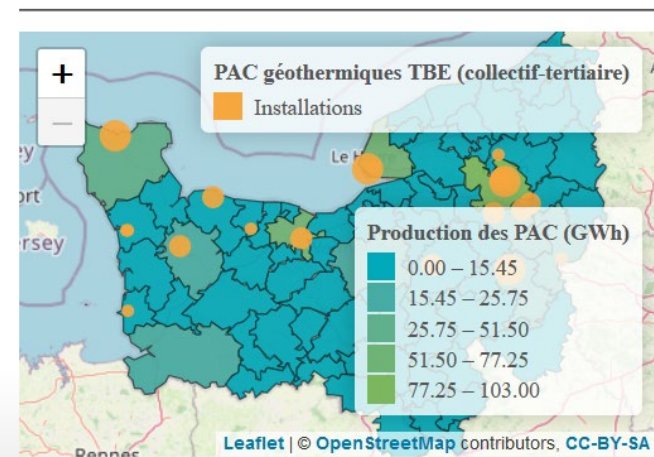 +
−
PAC géothermiques TBE (collectif-tertiaire)
Installations
ey
Le H
ort
ersey
Production des PAC (GWh)
0.00 – 15.45
15.45 – 25.75
25.75 – 51.50
51.50 – 77.25
77.25 – 103.00
Rennes
Leaflet | © OpenStreetMap contributors, CC-BY-SA